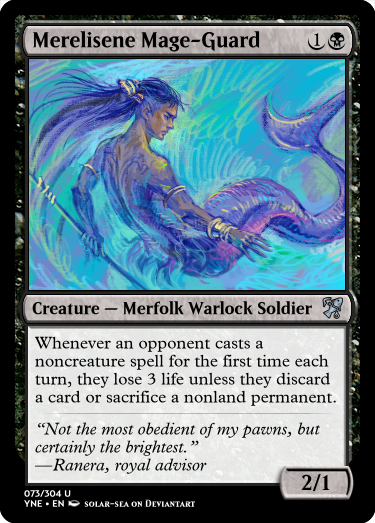 Merelisene Mage-Guard 1
Creature — Merfolk Warlock Soldier
Whenever an opponent casts a
noncreature spell for the first time each
turn, they lose 3 life unless they discard
a card or sacrifice a nonland permanent.
“Not the most obedient of my pawns, but
certainly the brightest.”
—Ranera, royal advisor
2/1
073/304 U
YNE • EN SOLAR-SEA ON DEVIANTART